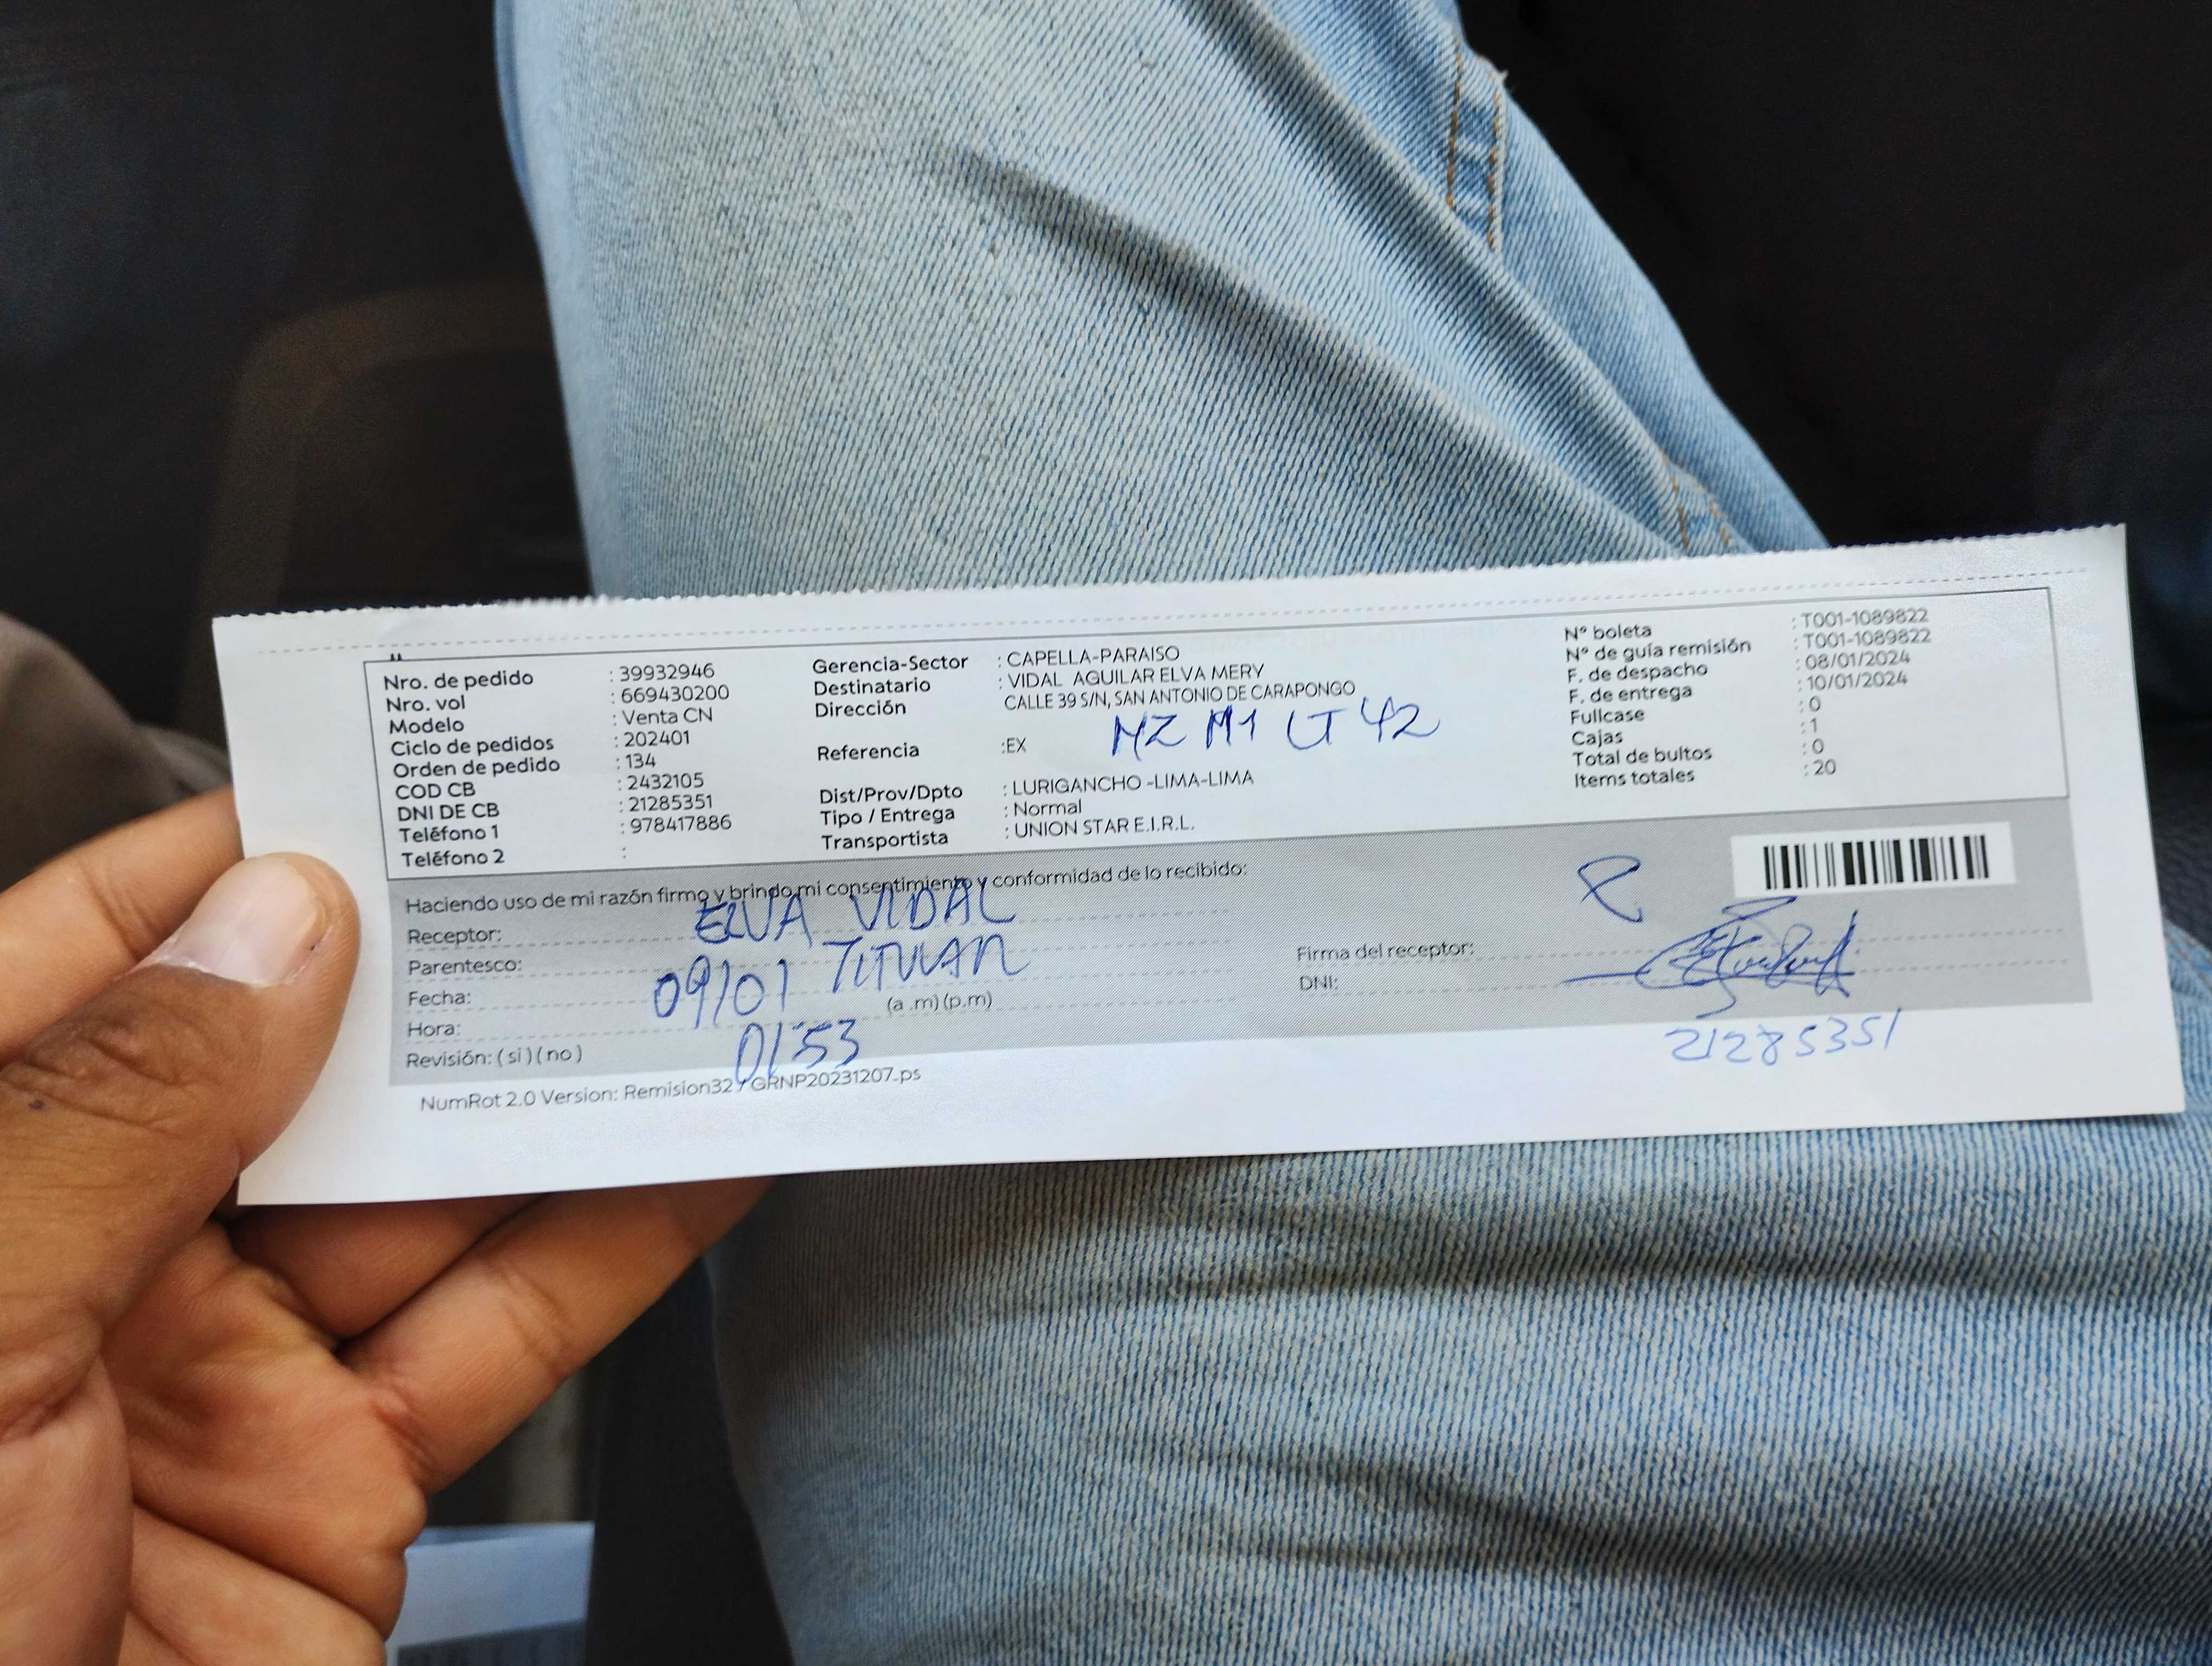 Nro. de pedido : 39932946
Nro. vol : 669430200
Modelo : Venta CN
Ciclo de pedidos : 202401
Orden de pedido : 134
COD CB : 2432105
DNI DE CB : 21285351
Teléfono 1 : 978417886
Teléfono 2 :
Gerencia-Sector : CAPELLA-PARAISO
Destinatario : VIDAL AGUILAR ELVA MERY
Dirección CALLE 39 S/N, SAN ANTONIO DE CARAPONGO
MZ M1 LT 42
Referencia :EX
Dist/Prov/Dpto : LURIGANCHO -LIMA-LIMA
Tipo / Entrega : Normal
Transportista : UNION STAR E.I.R.L.
N° boleta : T001-1089822
N° de guía remisión : T001-1089822
F. de despacho : 08/01/2024
F. de entrega : 10/01/2024
Fullcase : 0
Cajas : 1
Total de bultos : 0
Items totales : 20
Haciendo uso de mi razón firmo y brindo mi consentimiento y conformidad de lo recibido:
Receptor: ELVA VIDAL
Parentesco: TITULAR
Fecha: 09/01
Hora: (a .m) (p.m)
01:53
Revisión: ( si ) ( no )
Firma del receptor:
DNI:
21285351
NumRot 2.0 Version: Remision32 / GRNP20231207.ps